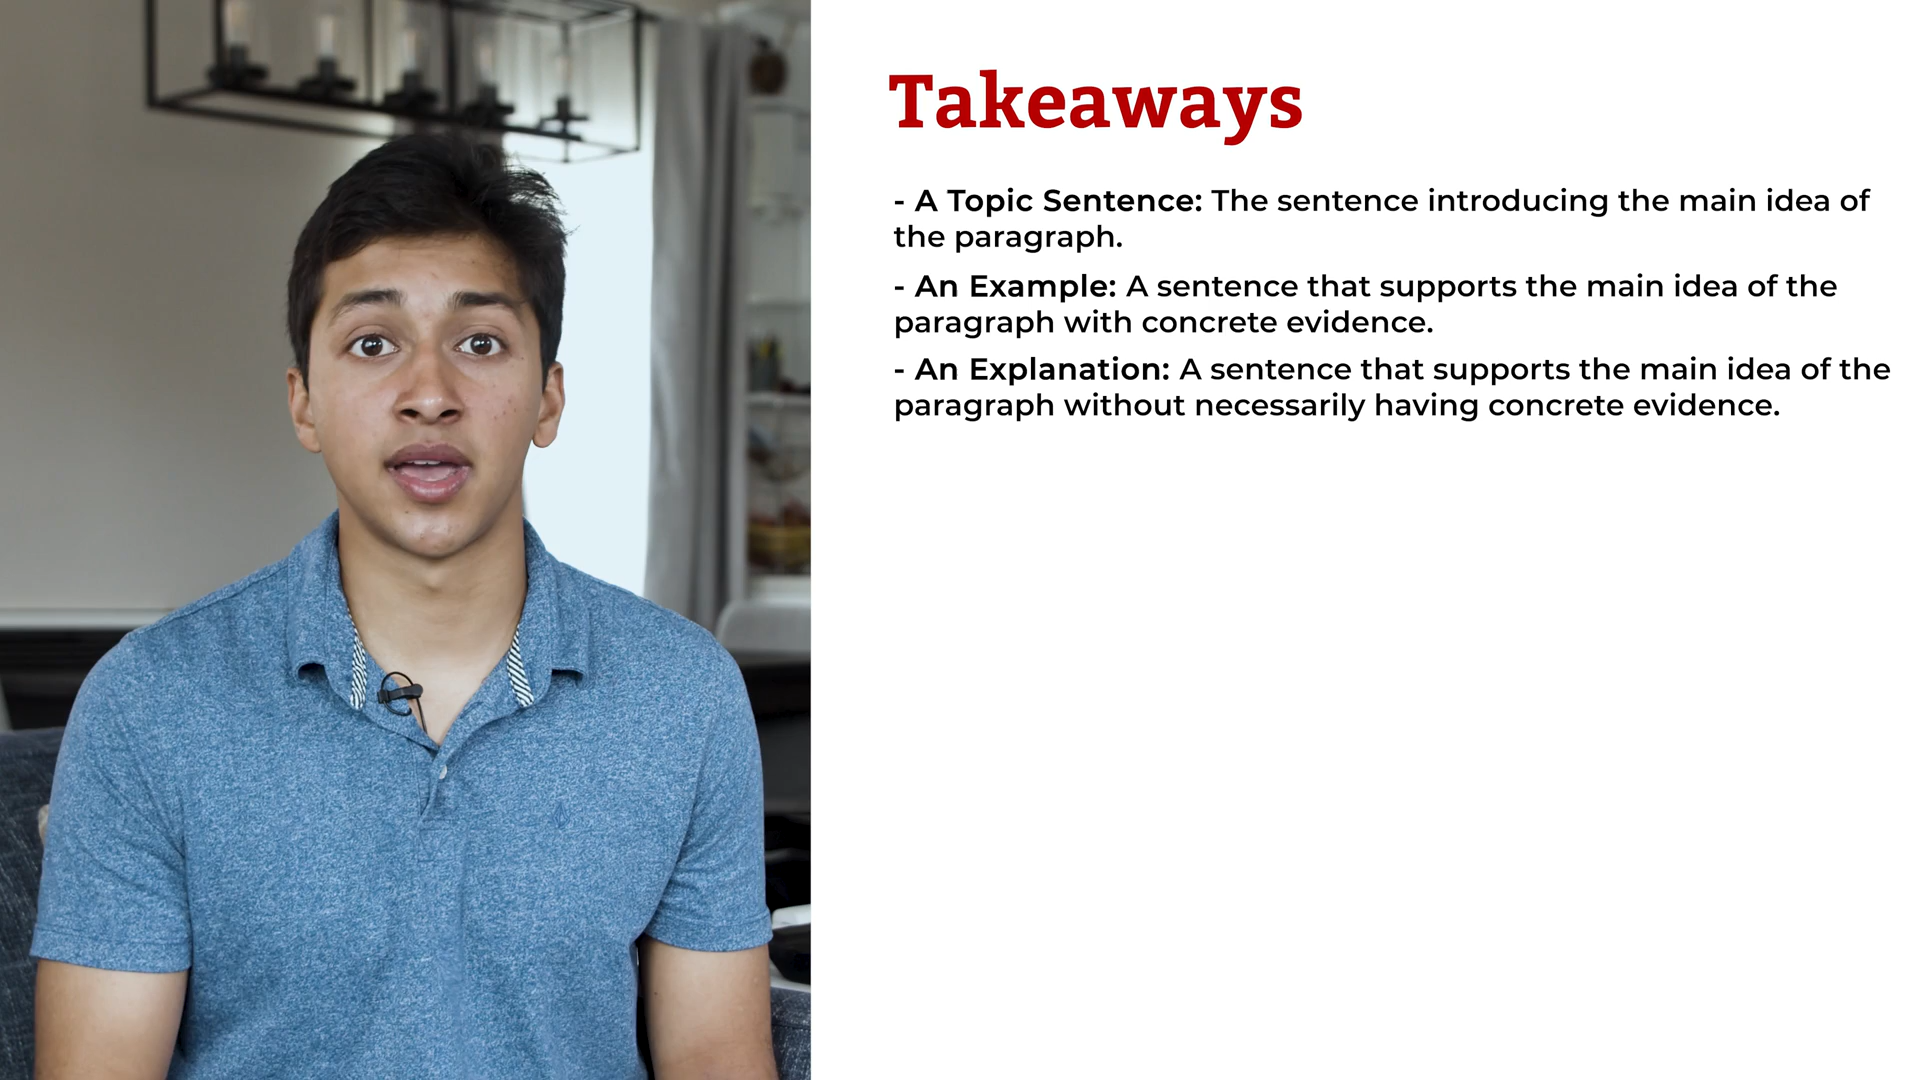 Takeaways
- A Topic Sentence: The sentence introducing the main idea of
the paragraph.
- An Example: A sentence that supports the main idea of the
paragraph with concrete evidence.
- An Explanation: A sentence that supports the main idea of the
paragraph without necessarily having concrete evidence.